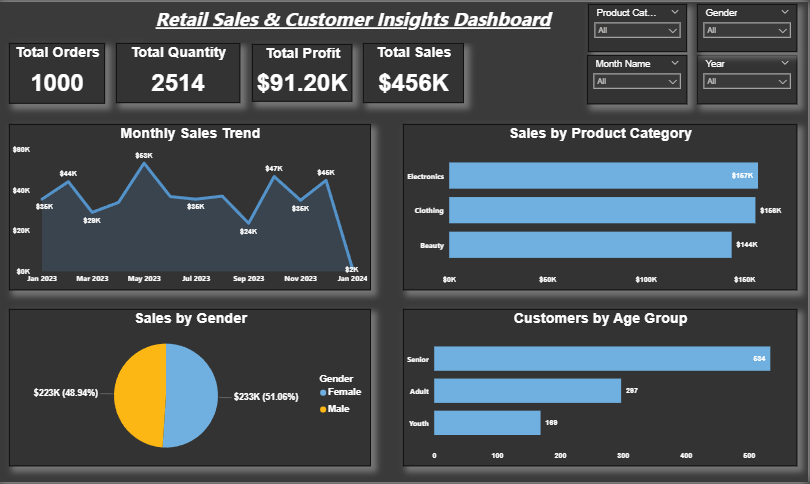 Retail Sales & Customer Insights Dashboard
Product Cat...
Gender
All
All
Month Name
Year
All
All
Total Orders
Total Quantity
Total Profit
Total Sales
1000
2514
$91.20K
$456K
Monthly Sales Trend
$60K
$40K
$20K
$0K
$35K
$44K
$29K
$53K
$35K
$24K
$47K
$35K
$45K
$2K
Jan 2023
Mar 2023
May 2023
Jul 2023
Sep 2023
Nov 2023
Jan 2024
Sales by Product Category
Electronics
$157K
Clothing
$156K
Beauty
$144K
$0K
$50K
$100K
$150K
Sales by Gender
$223K (48.94%)
$233K (51.06%)
Gender
Female
Male
Customers by Age Group
Senior
534
Adult
297
Youth
169
0
100
200
300
400
500